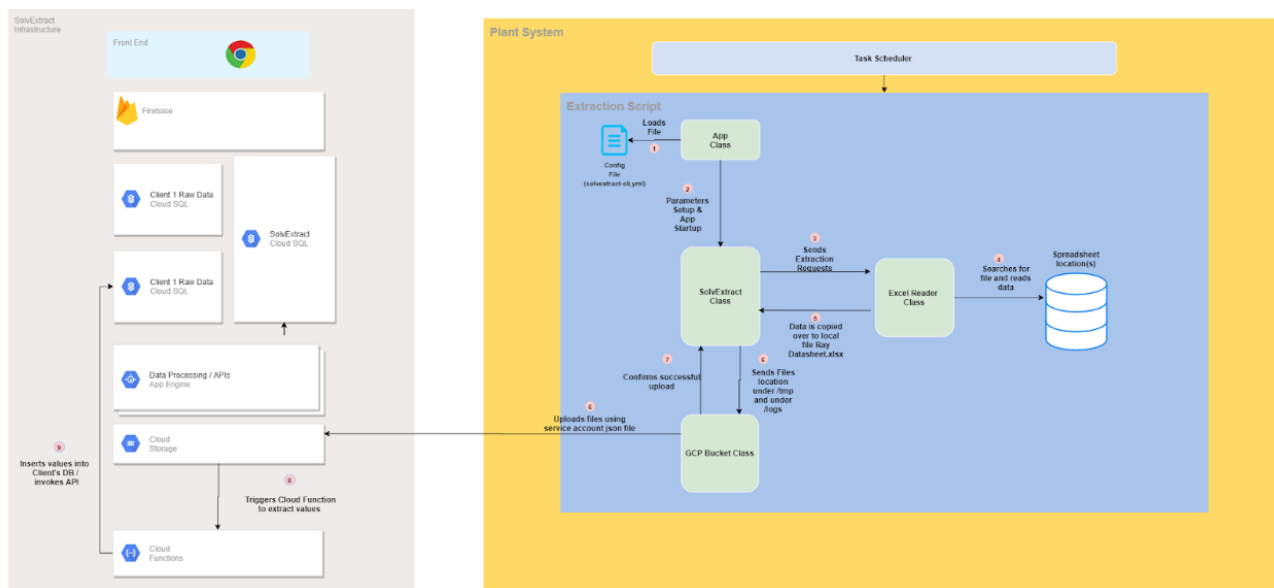 SolvExtract
Infrastructure
Front End
Firebase
Client 1 Raw Data
Cloud SQL
SolvExtract
Cloud SQL
Client 1 Raw Data
Cloud SQL
Data Processing / APIs
App Engine
Cloud
Storage
9
Inserts values into
Client's DB /
invokes API
8
Triggers Cloud Function
to extract values
Cloud
Functions
Plant System
Task Scheduler
Extraction Script
Loads
File
1
App
Class
Config
File
(solvextract-cli.yml)
2
Parameters
Setup &
App
Startup
3
Sends
Extraction
Requests
4
Searches for
file and reads
data
Spreadsheet
location(s)
SolvExtract
Class
Excel Reader
Class
5
Data is copied
over to local
file Ray
Datasheet.xlsx
7
Confirms successful
upload
6
Sends Files
location
under /tmp
and under
/logs
6
Uploads files using
service account json file
GCP Bucket Class